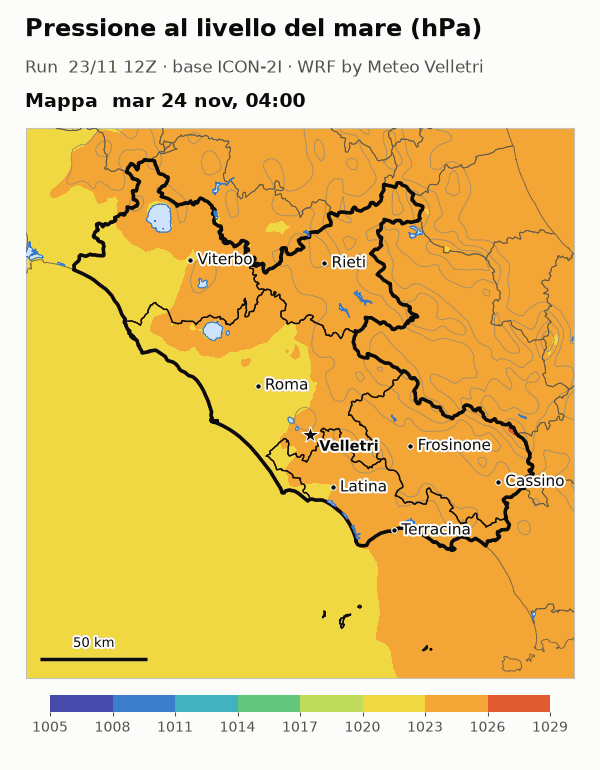 Pressione al livello del mare (hPa)
Run  23/11 12Z · base ICON-2I · WRF by Meteo Velletri
Mappa  mar 24 nov, 04:00
Viterbo
Rieti
Roma
Velletri
Frosinone
Latina
Cassino
Terracina
50 km
1005 1008 1011 1014 1017 1020 1023 1026 1029